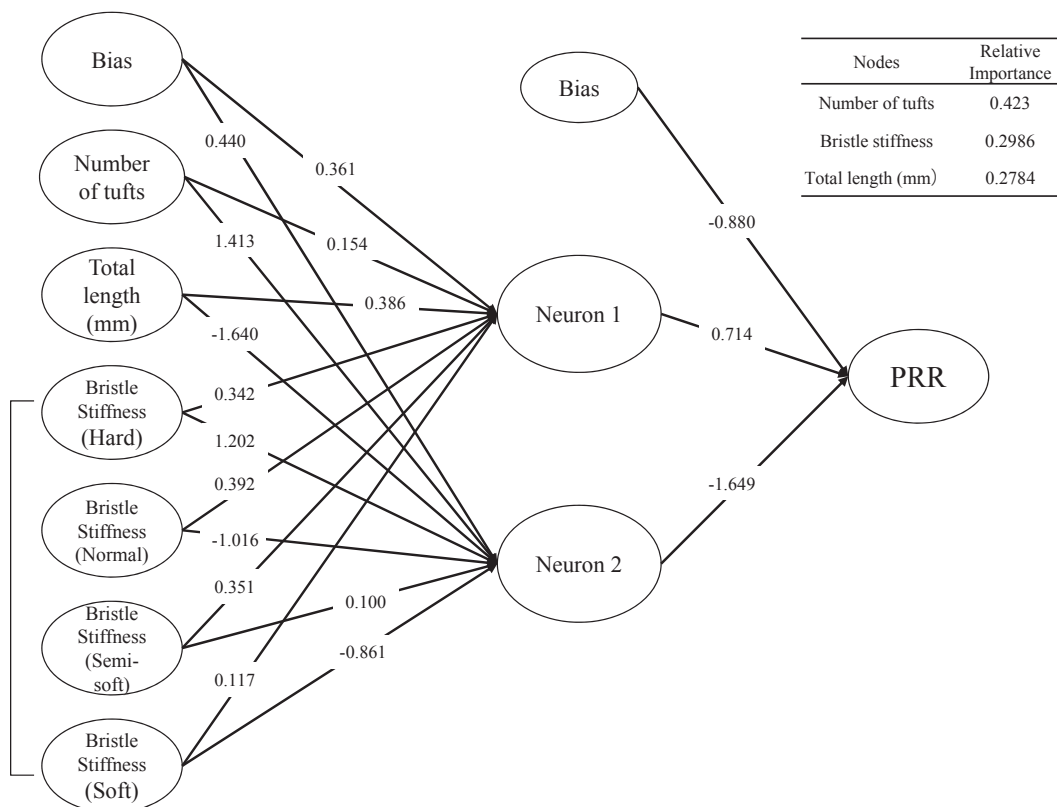 Bias
Number
of tufts
Total
length
(mm)
Bristle
Stiffness
(Hard)
Bristle
Stiffness
(Normal)
Bristle
Stiffness
(Semi-
soft)
Bristle
Stiffness
(Soft)
0.440
0.361
1.413
0.154
0.386
-1.640
0.342
1.202
0.392
-1.016
0.351
0.100
0.117
-0.861
Bias
Neuron 1
Neuron 2
-0.880
0.714
-1.649
PRR
Nodes
Relative
Importance
Number of tufts 0.423
Bristle stiffness 0.2986
Total length (mm) 0.2784